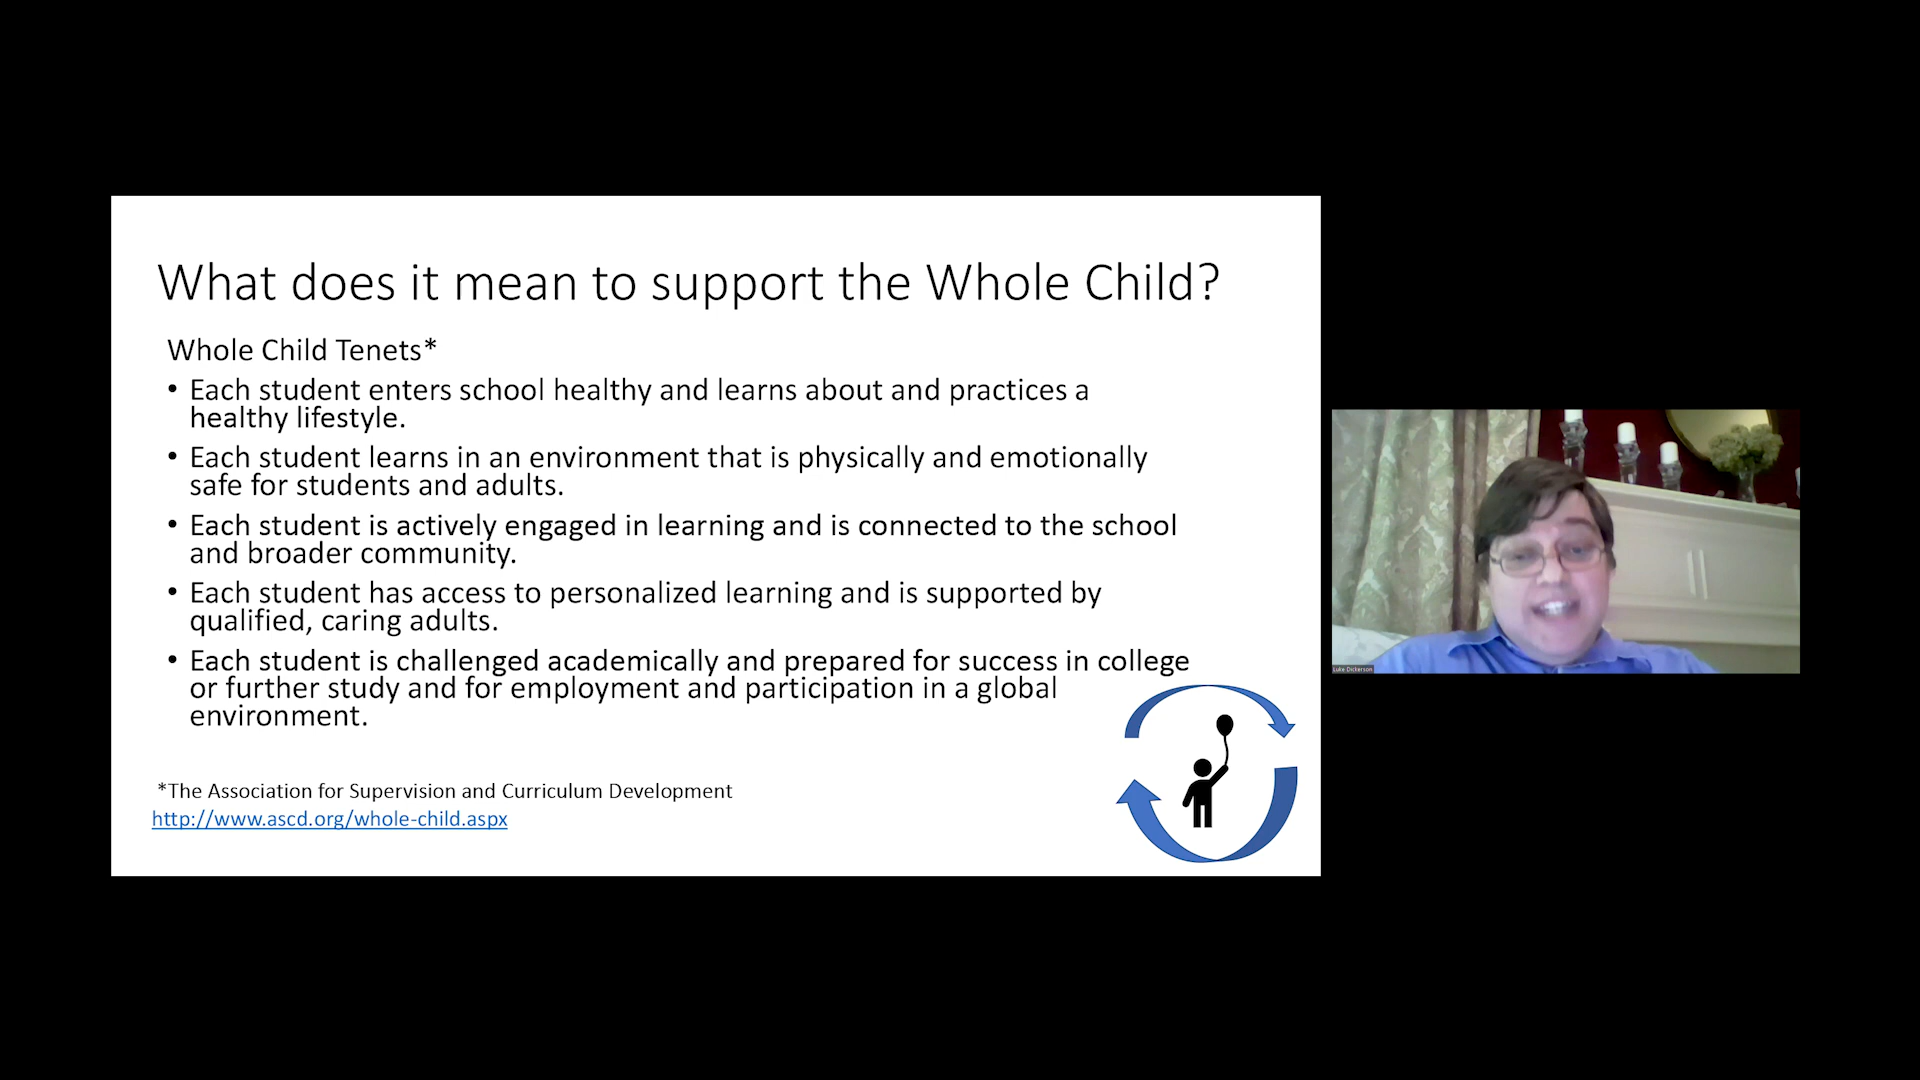 What does it mean to support the Whole Child?
Whole Child Tenets*
• Each student enters school healthy and learns about and practices a
healthy lifestyle.
• Each student learns in an environment that is physically and emotionally
safe for students and adults.
• Each student is actively engaged in learning and is connected to the school
and broader community.
• Each student has access to personalized learning and is supported by
qualified, caring adults.
• Each student is challenged academically and prepared for success in college
or further study and for employment and participation in a global
environment.
*The Association for Supervision and Curriculum Development
http://www.ascd.org/whole-child.aspx
Luke Dickerson